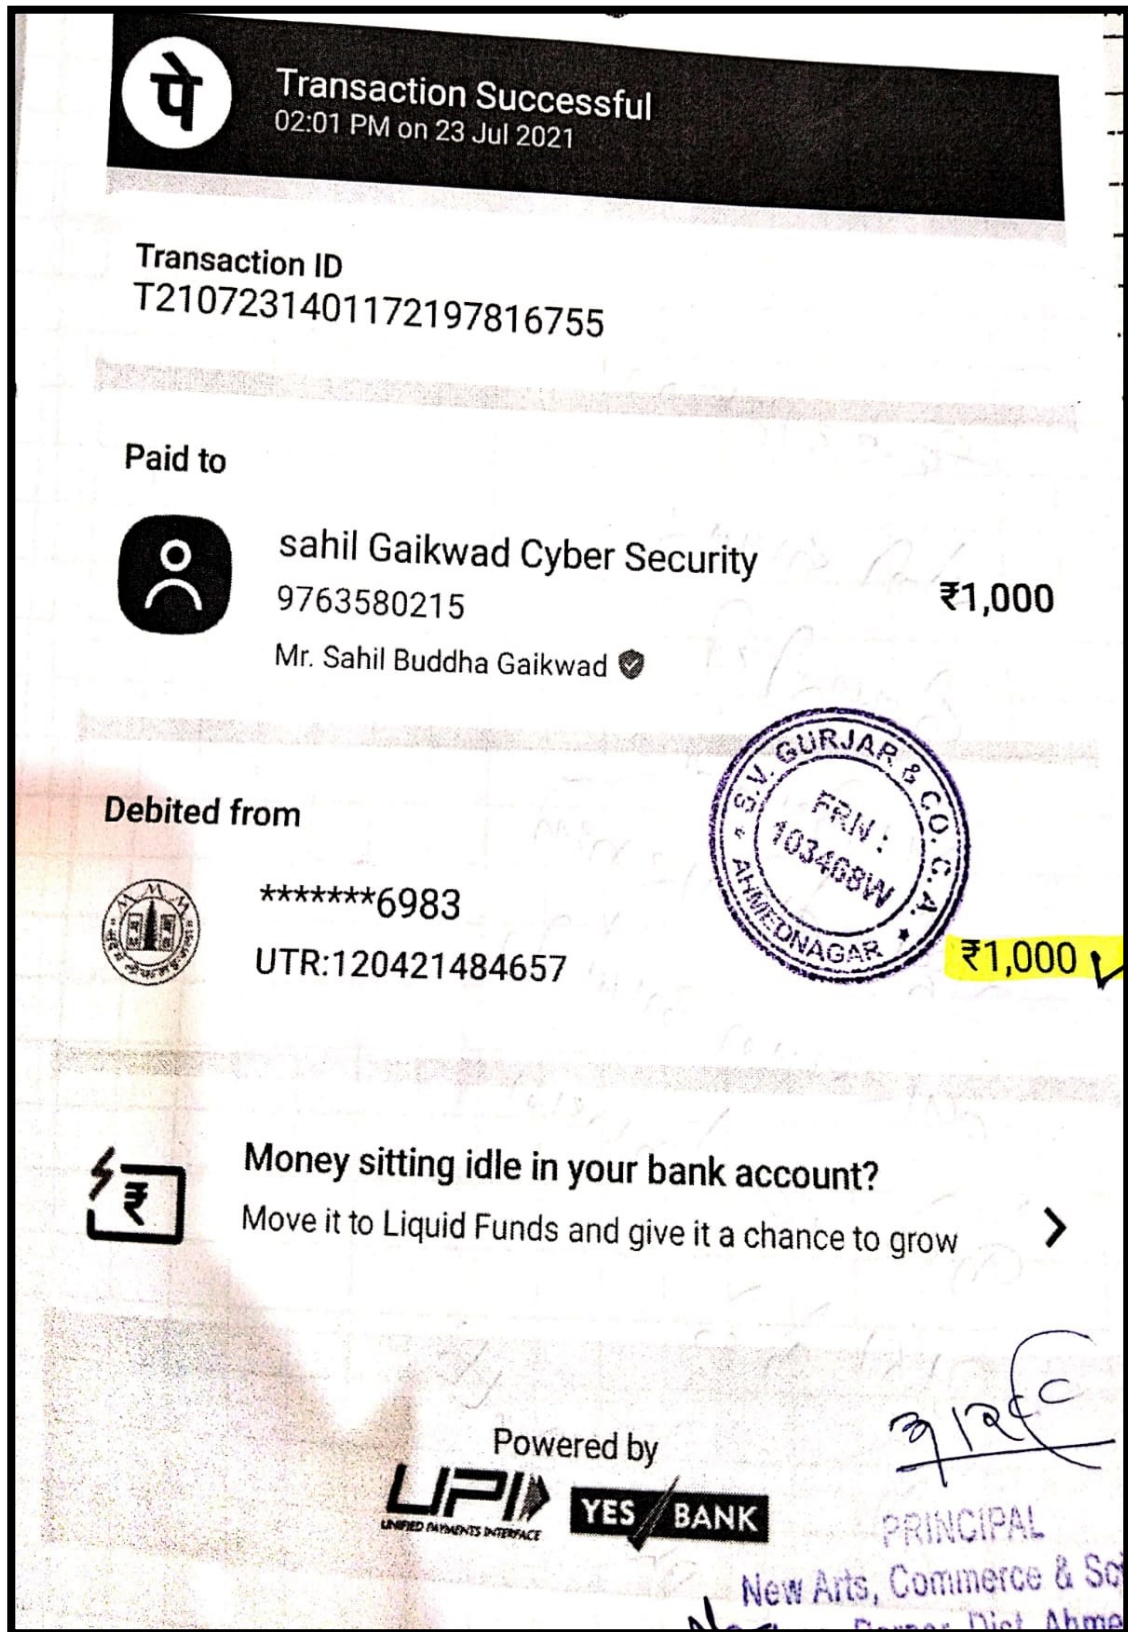 पे
Transaction Successful
02:01 PM on 23 Jul 2021
Transaction ID
T2107231401172197816755
Paid to
sahil Gaikwad Cyber Security
9763580215
₹1,000
Mr. Sahil Buddha Gaikwad
S.V. GURJAR & CO. C.A.
FRN :
103468W
AHMEDNAGAR
Debited from
*******6983
UTR:120421484657
₹1,000
Money sitting idle in your bank account?
Move it to Liquid Funds and give it a chance to grow
Powered by
UPI
UNIFIED PAYMENTS INTERFACE
YES BANK
PRINCIPAL
New Arts, Commerce & Sc
Dist. Ahme